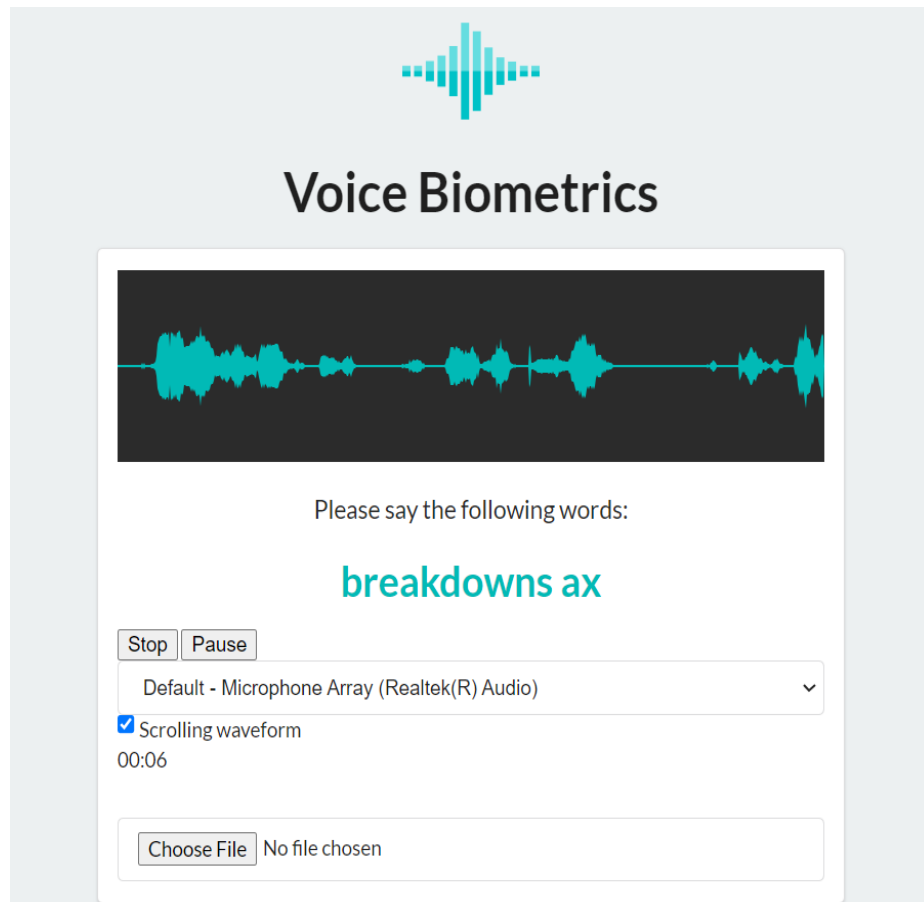 Voice Biometrics
Please say the following words:
breakdowns ax
Stop Pause
Default - Microphone Array (Realtek(R) Audio)
Scrolling waveform
00:06
Choose File No file chosen